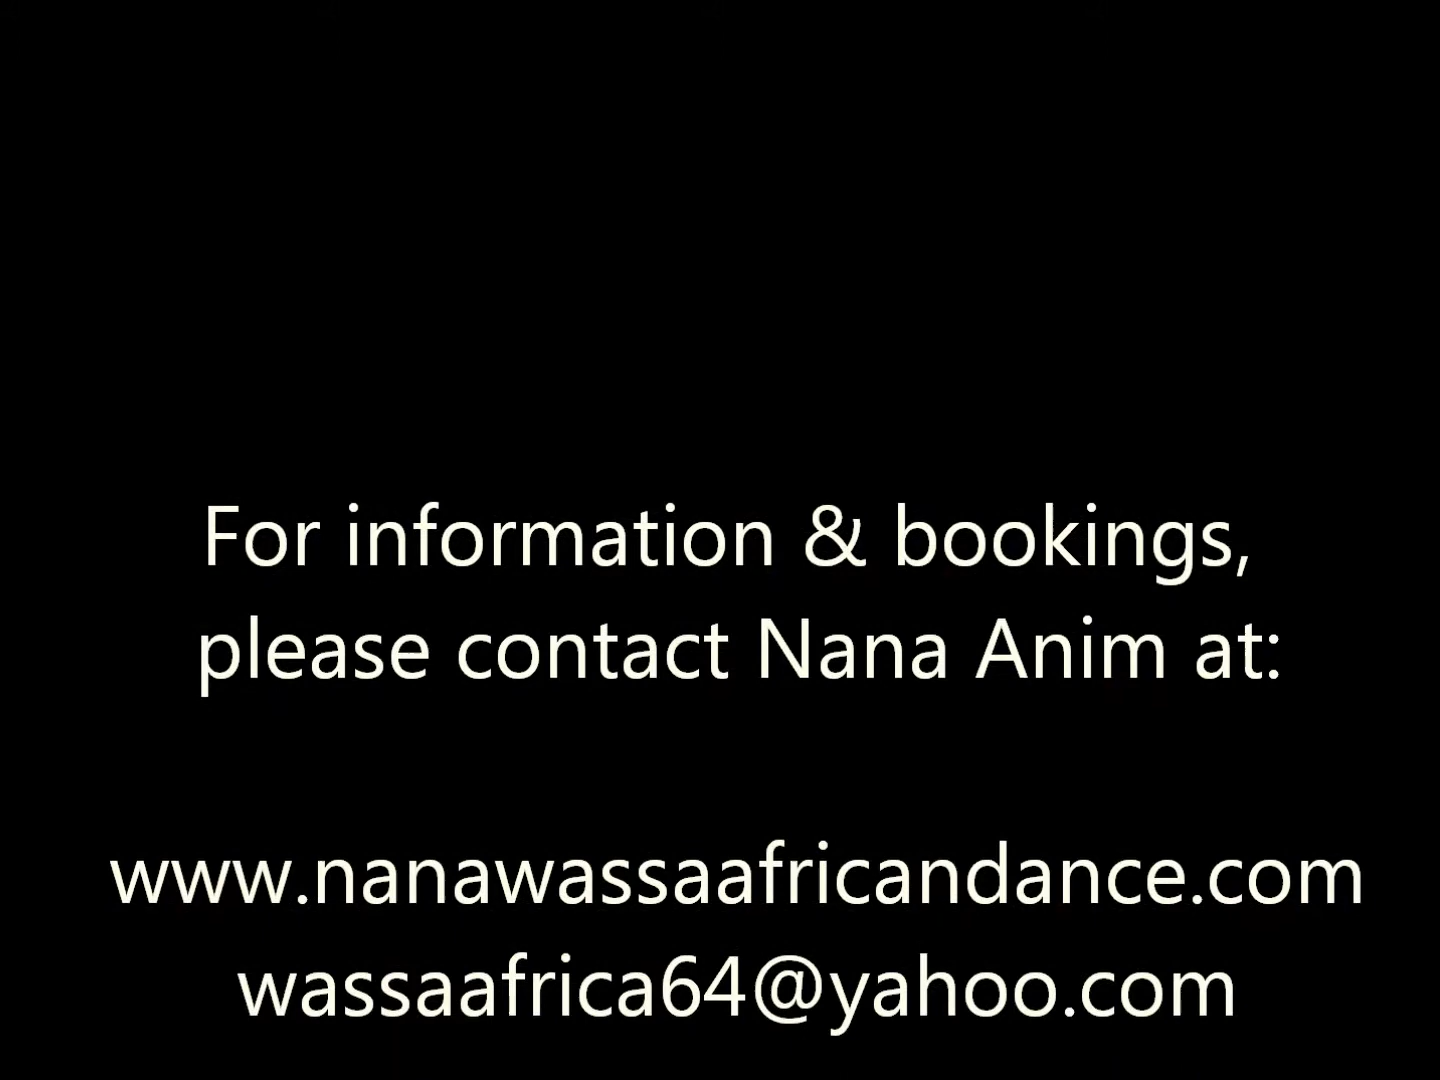 For information & bookings,
please contact Nana Anim at:
www.nanawassaafricandance.com
wassaafrica64@yahoo.com